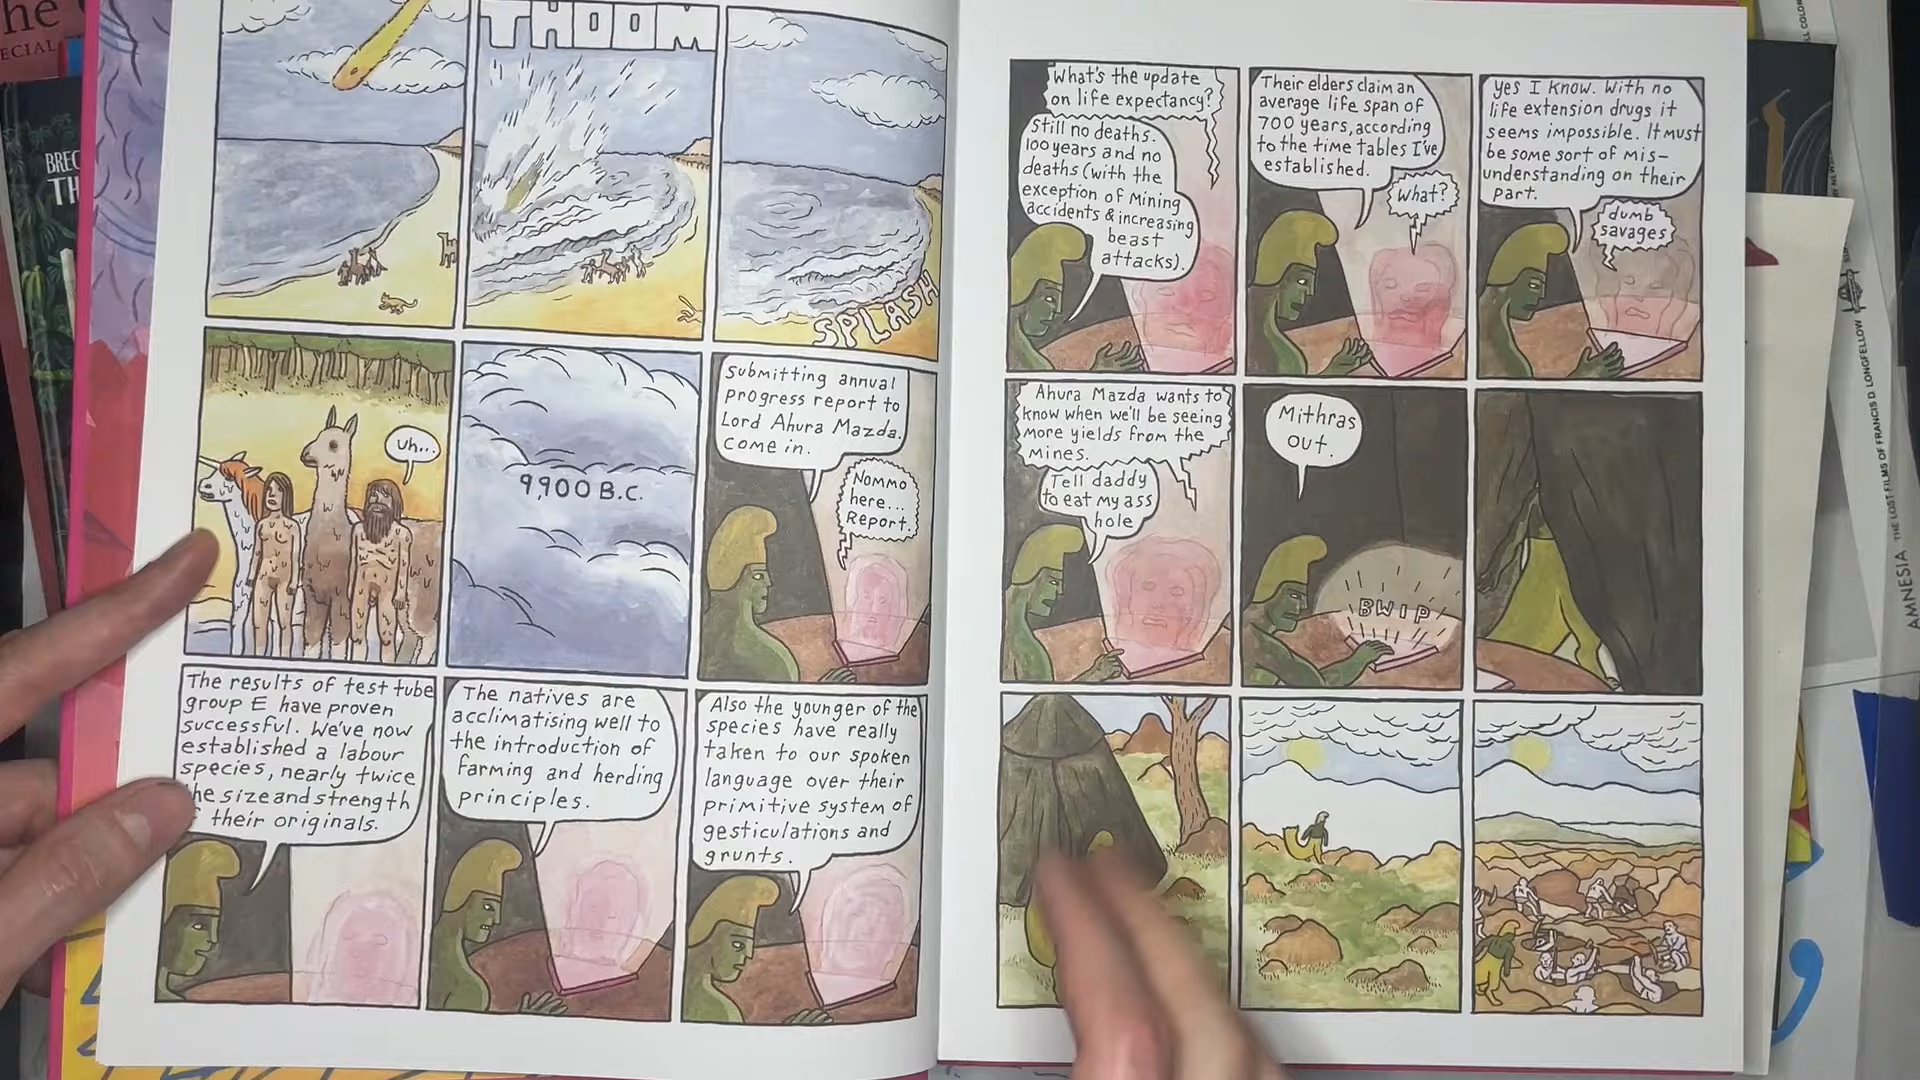 THOOM
SPLASH
uh...
9,900 B.C.
Submitting annual
progress report to
Lord Ahura Mazda.
come in.
Nommo
here...
Report.
The results of test tube
group E have proven
successful. We've now
established a labour
species, nearly twice
the size and strength
their originals.
The natives are
acclimatising well to
the introduction of
farming and herding
principles.
Also the younger of the
species have really
taken to our spoken
language over their
primitive system of
gesticulations and
grunts.
What's the update
on life expectancy?
Still no deaths.
100 years and no
deaths (with the
exception of mining
accidents & increasing
beast
attacks).
Their elders claim an
average life span of
700 years, according
to the time tables I've
established.
What?
yes I know. With no
life extension drugs it
seems impossible. It must
be some sort of mis-
understanding on their
part.
dumb
savages
Ahura Mazda wants to
know when we'll be seeing
more yields from the
mines.
Tell daddy
to eat my ass
hole
Mithras
out.
BWIP
he
ECIAL
BREC
TH
AMNESIA THE LOST FILMS OF FRANCIS D. LONGFELLOW